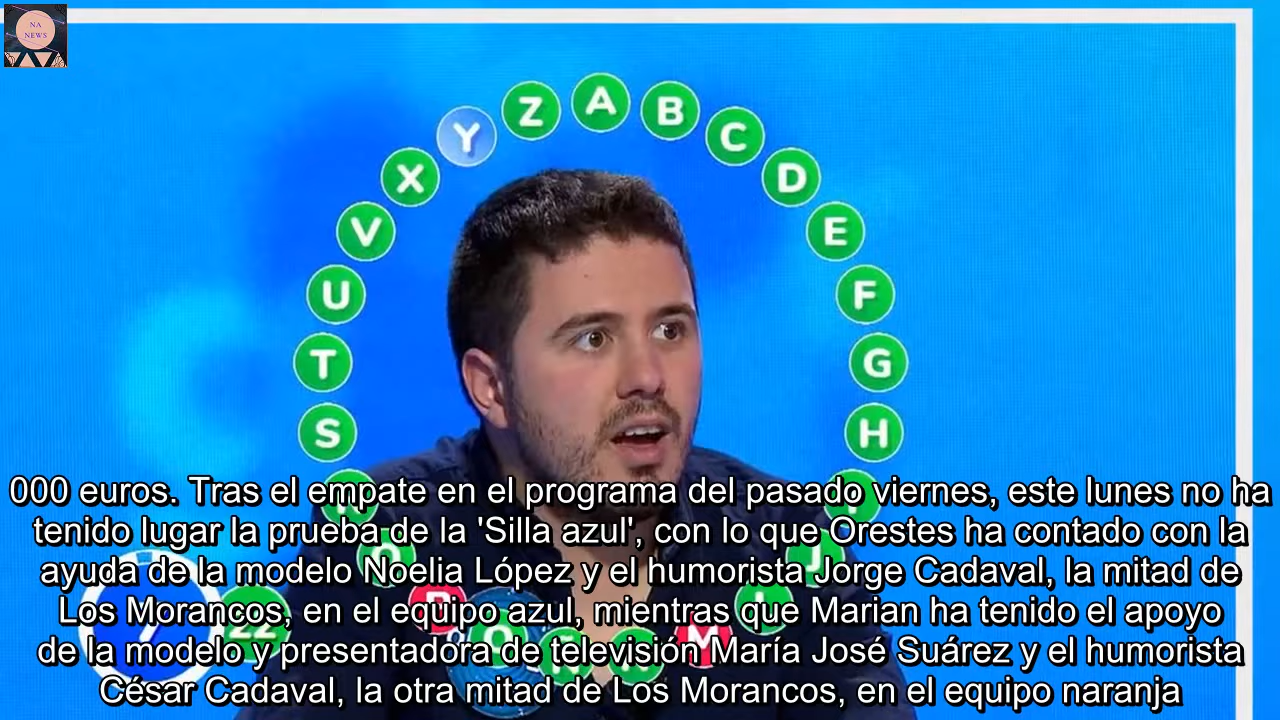 NA
NEWS
Y
Z
A
B
C
D
X
V
E
U
F
T
G
S
H
000 euros. Tras el empate en el programa del pasado viernes, este lunes no ha
tenido lugar la prueba de la 'Silla azul', con lo que Orestes ha contado con la
ayuda de la modelo Noelia López y el humorista Jorge Cadaval, la mitad de
Los Morancos, en el equipo azul, mientras que Marian ha tenido el apoyo
de la modelo y presentadora de televisión María José Suárez y el humorista
César Cadaval, la otra mitad de Los Morancos, en el equipo naranja
J
22
O
M